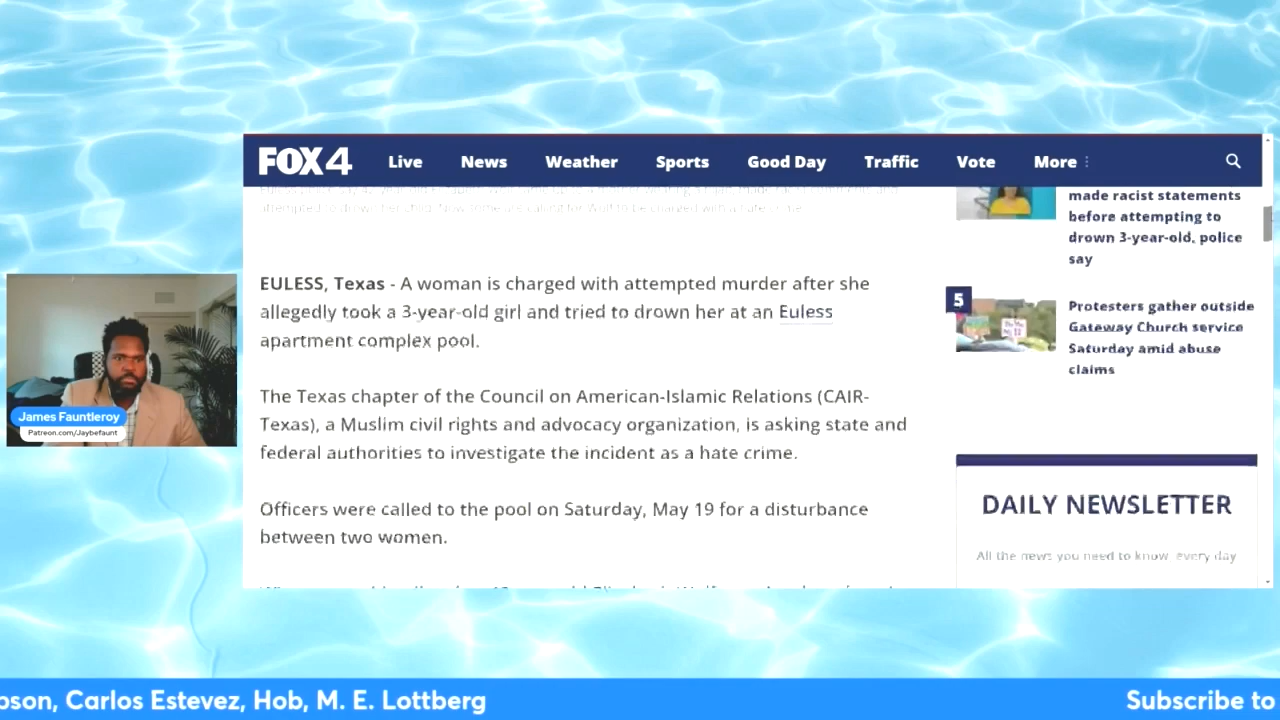 FOX 4 Live News Weather Sports Good Day Traffic Vote More
EULESS, Texas - A woman is charged with attempted murder after she
allegedly took a 3-year-old girl and tried to drown her at an Euless
apartment complex pool.
The Texas chapter of the Council on American-Islamic Relations (CAIR-
Texas), a Muslim civil rights and advocacy organization, is asking state and
federal authorities to investigate the incident as a hate crime.
Officers were called to the pool on Saturday, May 19 for a disturbance
between two women.
made racist statements
before attempting to
drown 3-year-old, police
say
5
Protesters gather outside
Gateway Church service
Saturday amid abuse
claims
DAILY NEWSLETTER
All the news you need to know, every day
James Fauntleroy
Patreon.com/Jaybefaunt
Carlos Estevez, Hob, M. E. Lottberg
Subscribe to